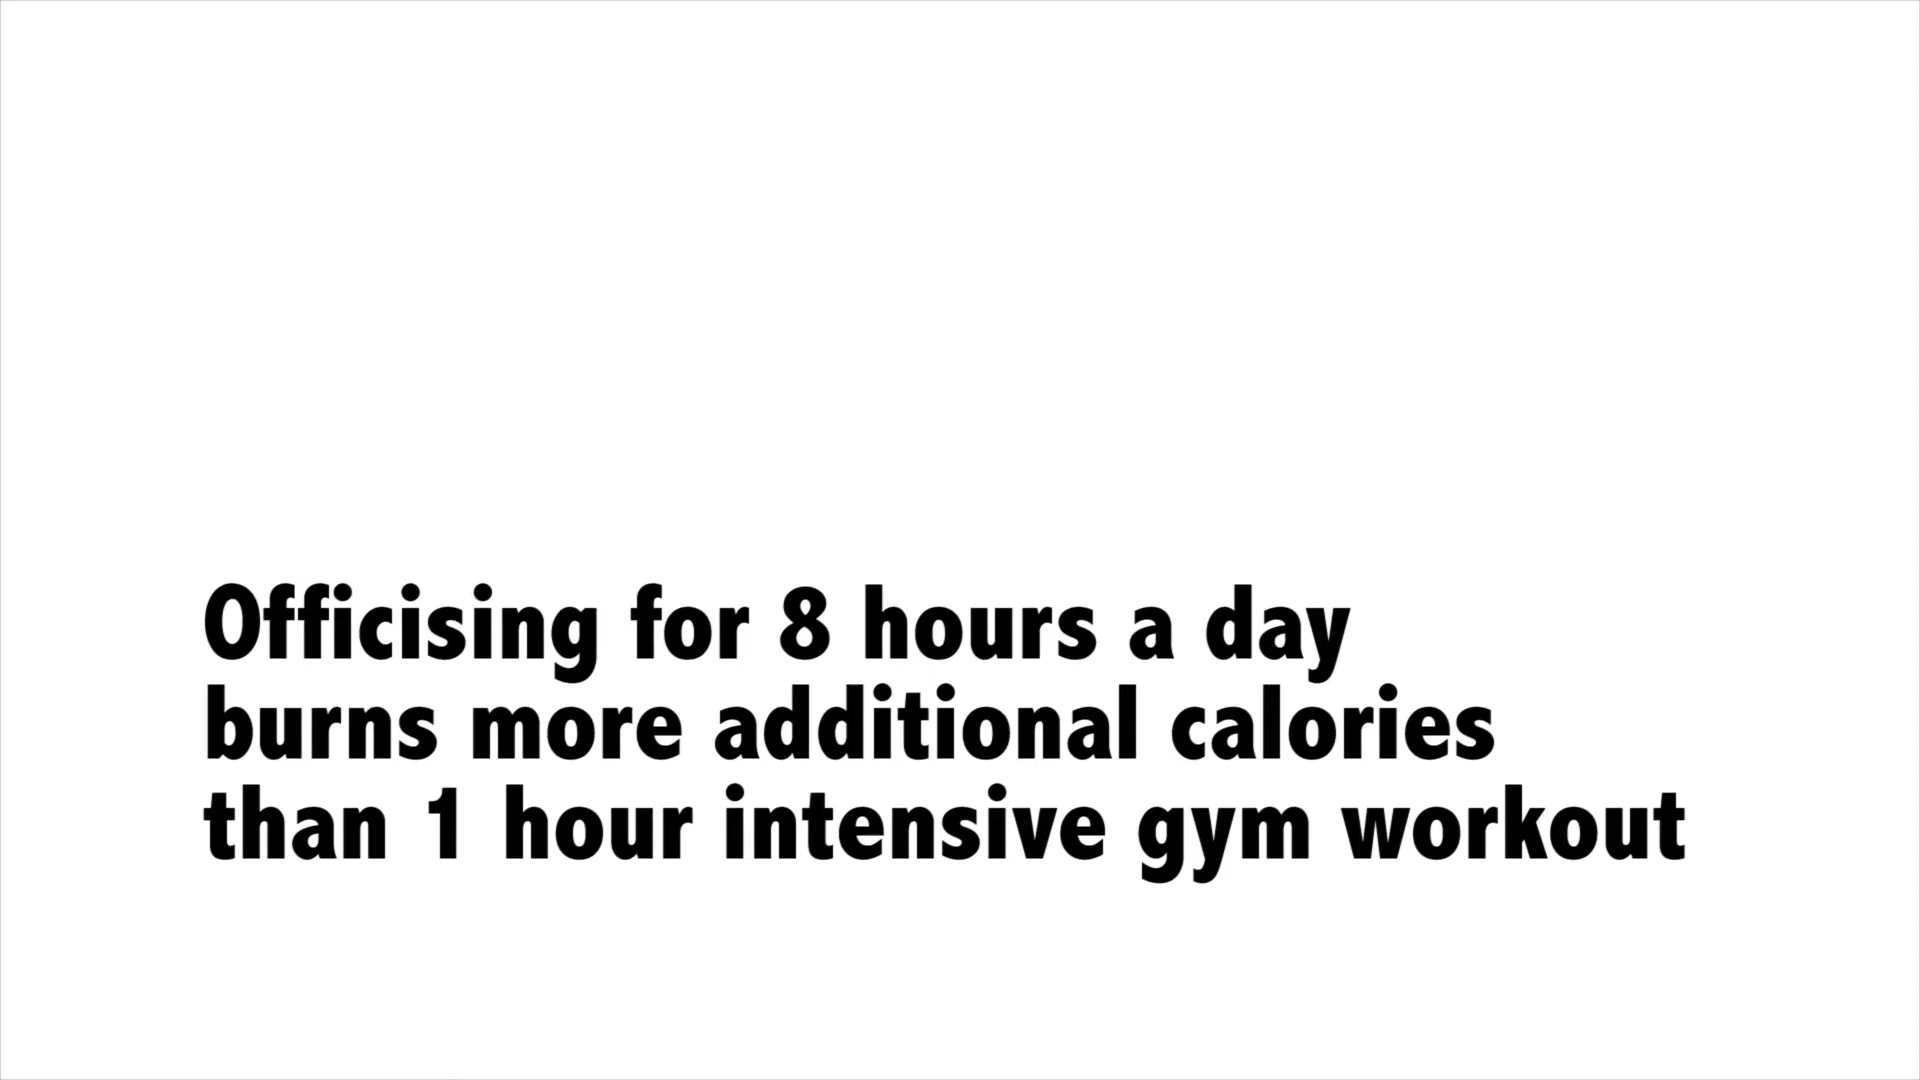 Officising for 8 hours a day
burns more additional calories
than 1 hour intensive gym workout